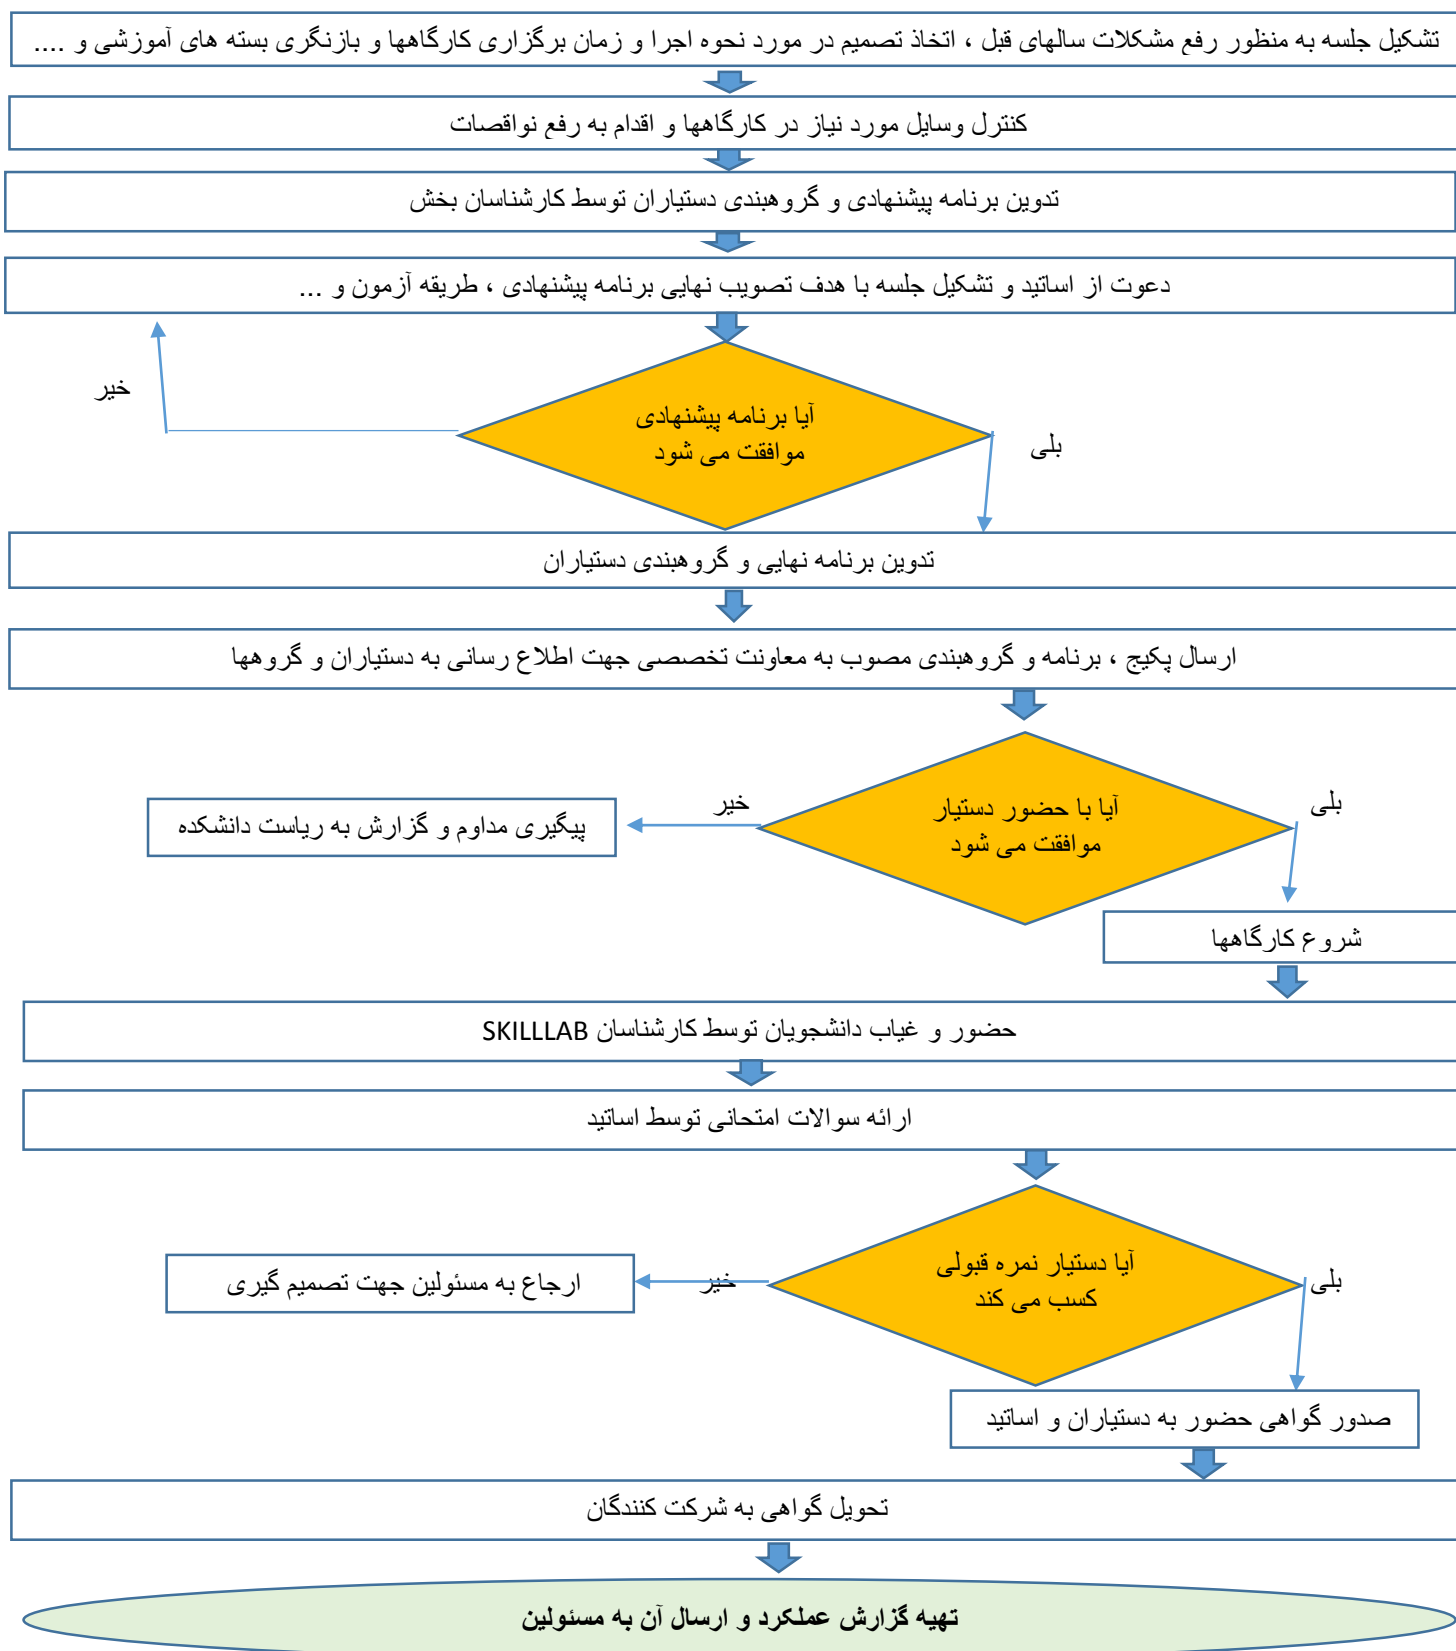 تشکیل جلسه به منظور رفع مشکلات سالهای قبل ، اتخاذ تصمیم در مورد نحوه اجرا و زمان برگزاری کارگاهها و بازنگری بسته های آموزشی و ....
کنترل وسایل مورد نیاز در کارگاهها و اقدام به رفع نواقصات
تدوین برنامه پیشنهادی و گروهبندی دستیاران توسط کارشناسان بخش
دعوت از اساتید و تشکیل جلسه با هدف تصویب نهایی برنامه پیشنهادی ، طریقه آزمون و ...
خیر
آیا برنامه پیشنهادی
موافقت می شود
بلی
تدوین برنامه نهایی و گروهبندی دستیاران
ارسال پکیج ، برنامه و گروهبندی مصوب به معاونت تخصصی جهت اطلاع رسانی به دستیاران و گروهها
بلی
آیا با حضور دستیار
موافقت می شود
خیر
پیگیری مداوم و گزارش به ریاست دانشکده
شروع کارگاهها
حضور و غیاب دانشجویان توسط کارشناسان SKILLLAB
ارائه سوالات امتحانی توسط اساتید
بلی
آیا دستیار نمره قبولی
کسب می کند
خیر
ارجاع به مسئولین جهت تصمیم گیری
صدور گواهی حضور به دستیاران و اساتید
تحویل گواهی به شرکت کنندگان
تهیه گزارش عملکرد و ارسال آن به مسئولین